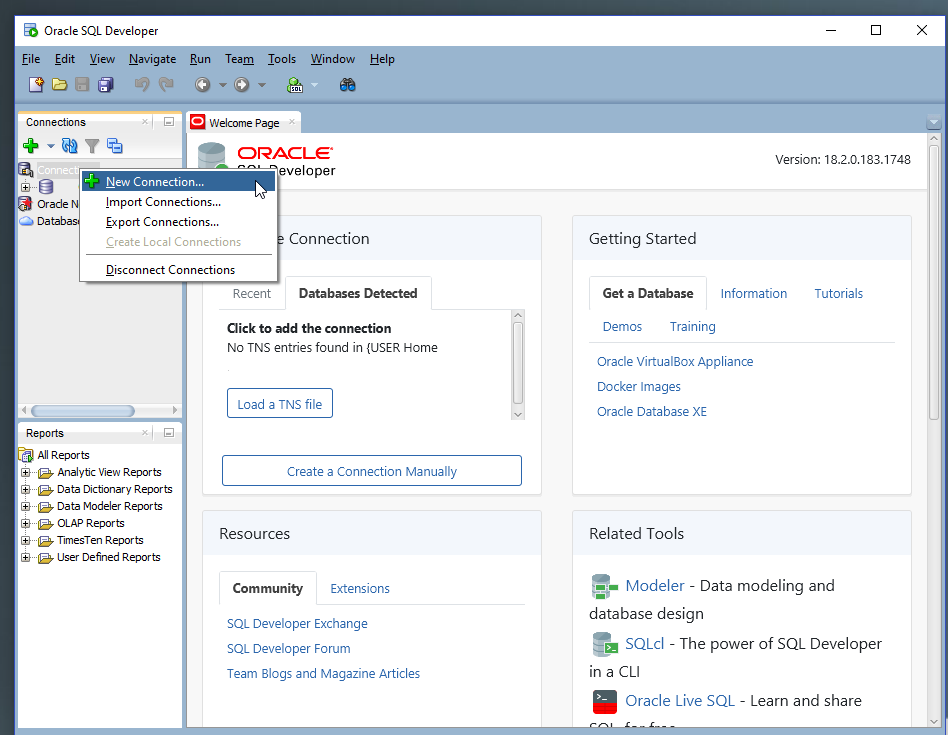 Oracle SQL Developer
File Edit View Navigate Run Team Tools Window Help
SQL
Connections
Welcome Page
New Connection...
Import Connections...
Export Connections...
Create Local Connections
Disconnect Connections
Oracle N
Databas
ORACLE
SQL Developer
Version: 18.2.0.183.1748
Connection
Recent
Databases Detected
Click to add the connection
No TNS entries found in {USER Home
Load a TNS file
Create a Connection Manually
Getting Started
Get a Database
Information
Tutorials
Demos
Training
Oracle VirtualBox Appliance
Docker Images
Oracle Database XE
Reports
All Reports
Analytic View Reports
Data Dictionary Reports
Data Modeler Reports
OLAP Reports
TimesTen Reports
User Defined Reports
Resources
Community
Extensions
SQL Developer Exchange
SQL Developer Forum
Team Blogs and Magazine Articles
Related Tools
Modeler - Data modeling and
database design
SQLcl - The power of SQL Developer
in a CLI
Oracle Live SQL - Learn and share
SQL for free